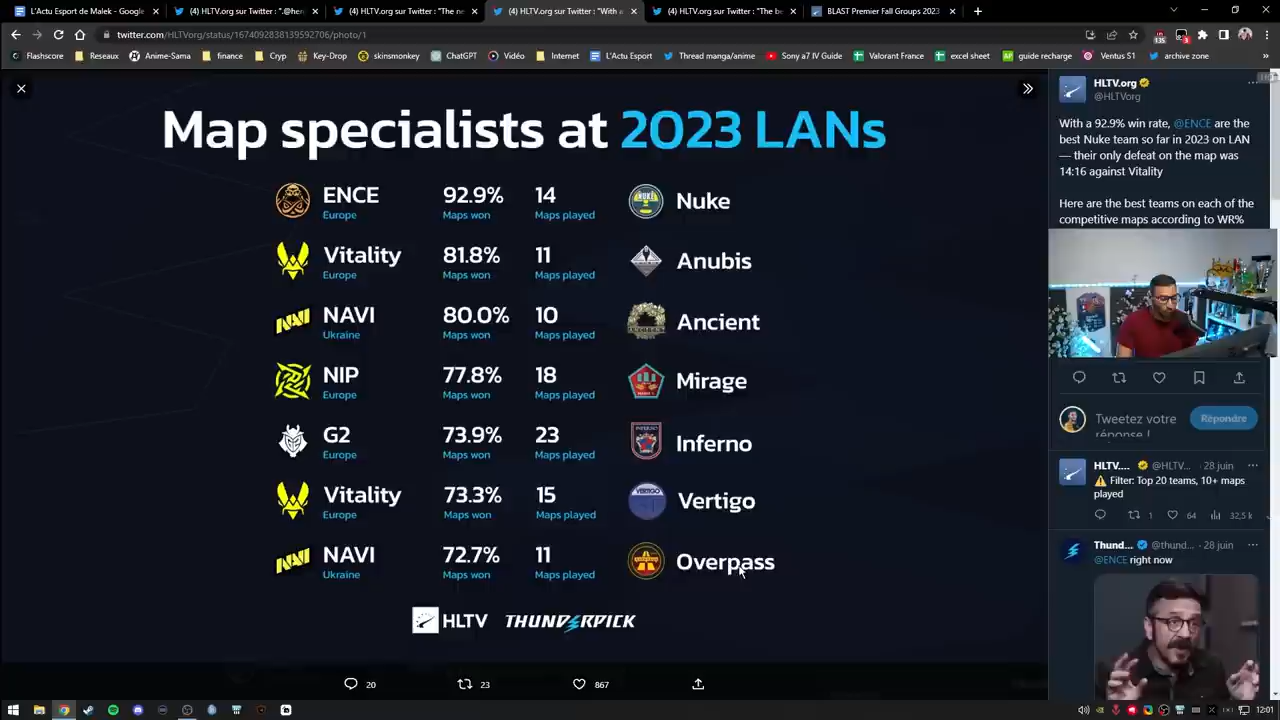 L'Actu Esport de Malek - Google
(4) HLTV.org sur Twitter: ".@her
(4) HLTV.org sur Twitter: "The ne
(4) HLTV.org sur Twitter: "With a
(4) HLTV.org sur Twitter: "The be
BLAST Premier Fall Groups 2023
twitter.com/HLTVorg/status/1674092838139592706/photo/1
Flashscore
Reseaux
Anime-Sama
finance
Cryp
Key-Drop
skinsmonkey
ChatGPT
Vidéo
Internet
L'Actu Esport
Thread manga/anime
Sony a7 IV Guide
Valorant France
excel sheet
guide recharge
Ventus S1
archive zone
Map specialists at 2023 LANs
ENCE 92.9% 14 Nuke
Europe Maps won Maps played
Vitality 81.8% 11 Anubis
Europe Maps won Maps played
NAVI 80.0% 10 Ancient
Ukraine Maps won Maps played
NIP 77.8% 18 Mirage
Europe Maps won Maps played
G2 73.9% 23 Inferno
Europe Maps won Maps played
Vitality 73.3% 15 Vertigo
Europe Maps won Maps played
NAVI 72.7% 11 Overpass
Ukraine Maps won Maps played
HLTV THUNDERPICK
20 23 867
HLTV.org
@HLTVorg
With a 92.9% win rate, @ENCE are the
best Nuke team so far in 2023 on LAN
— their only defeat on the map was
14:16 against Vitality
Here are the best teams on each of the
competitive maps according to WR%
Tweetez votre
réponse !
Répondre
HLTV.... @HLTV... · 28 juin
⚠️ Filter: Top 20 teams, 10+ maps
played
1 64 32,5 k
Thund... @thund... · 28 juin
@ENCE right now
12:01